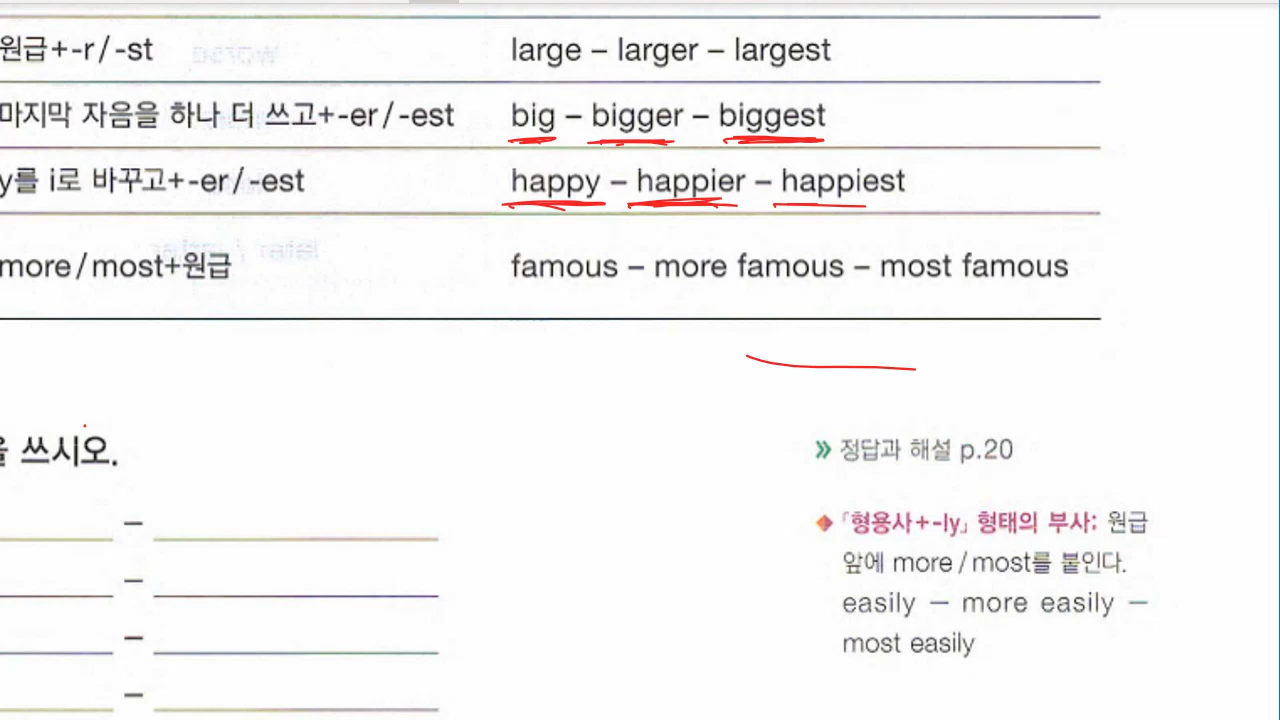 원급+-r/-st large – larger – largest
마지막 자음을 하나 더 쓰고+-er/-est big – bigger – biggest
y를 i로 바꾸고+-er/-est happy – happier – happiest
more/most+원급 famous – more famous – most famous
을 쓰시오.
» 정답과 해설 p.20
–
–
–
–
「형용사+-ly」 형태의 부사: 원급
앞에 more/most를 붙인다.
easily – more easily –
most easily